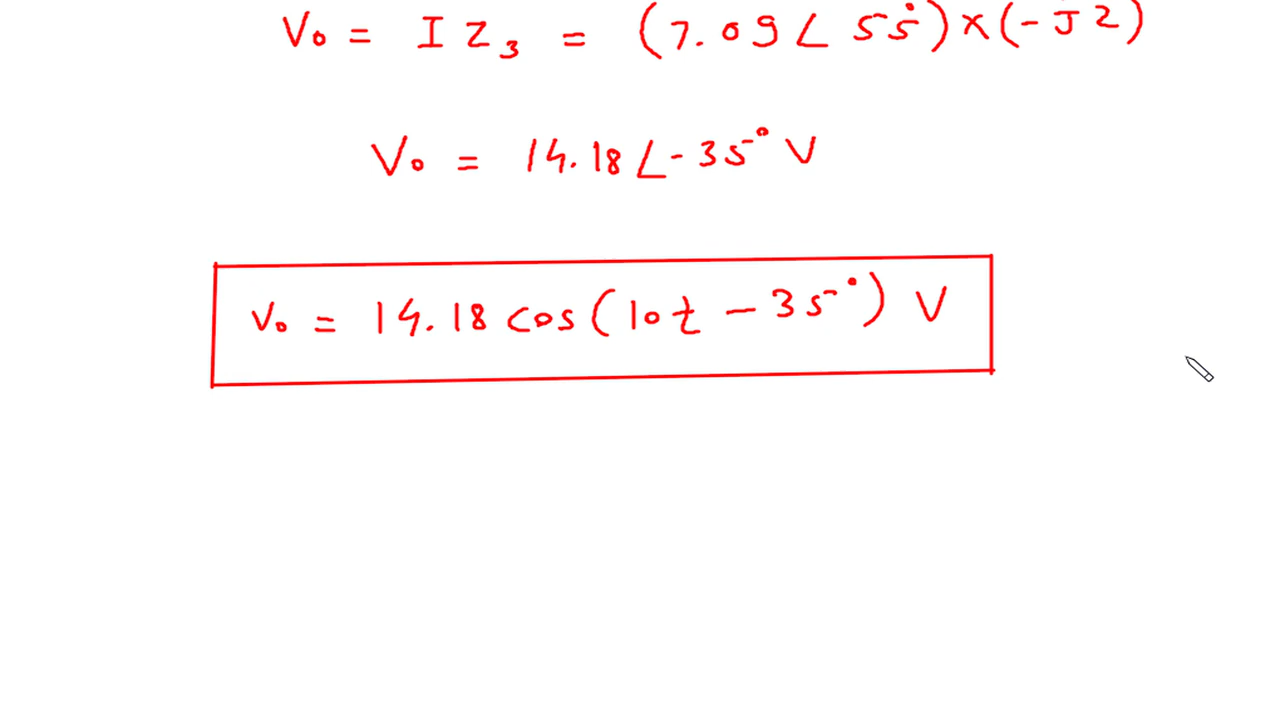 V₀ = I Z₃ = (7.09∠55°)×(-J2)
V₀ = 14.18∠-35° V
V₀ = 14.18 cos(10t - 35°) V